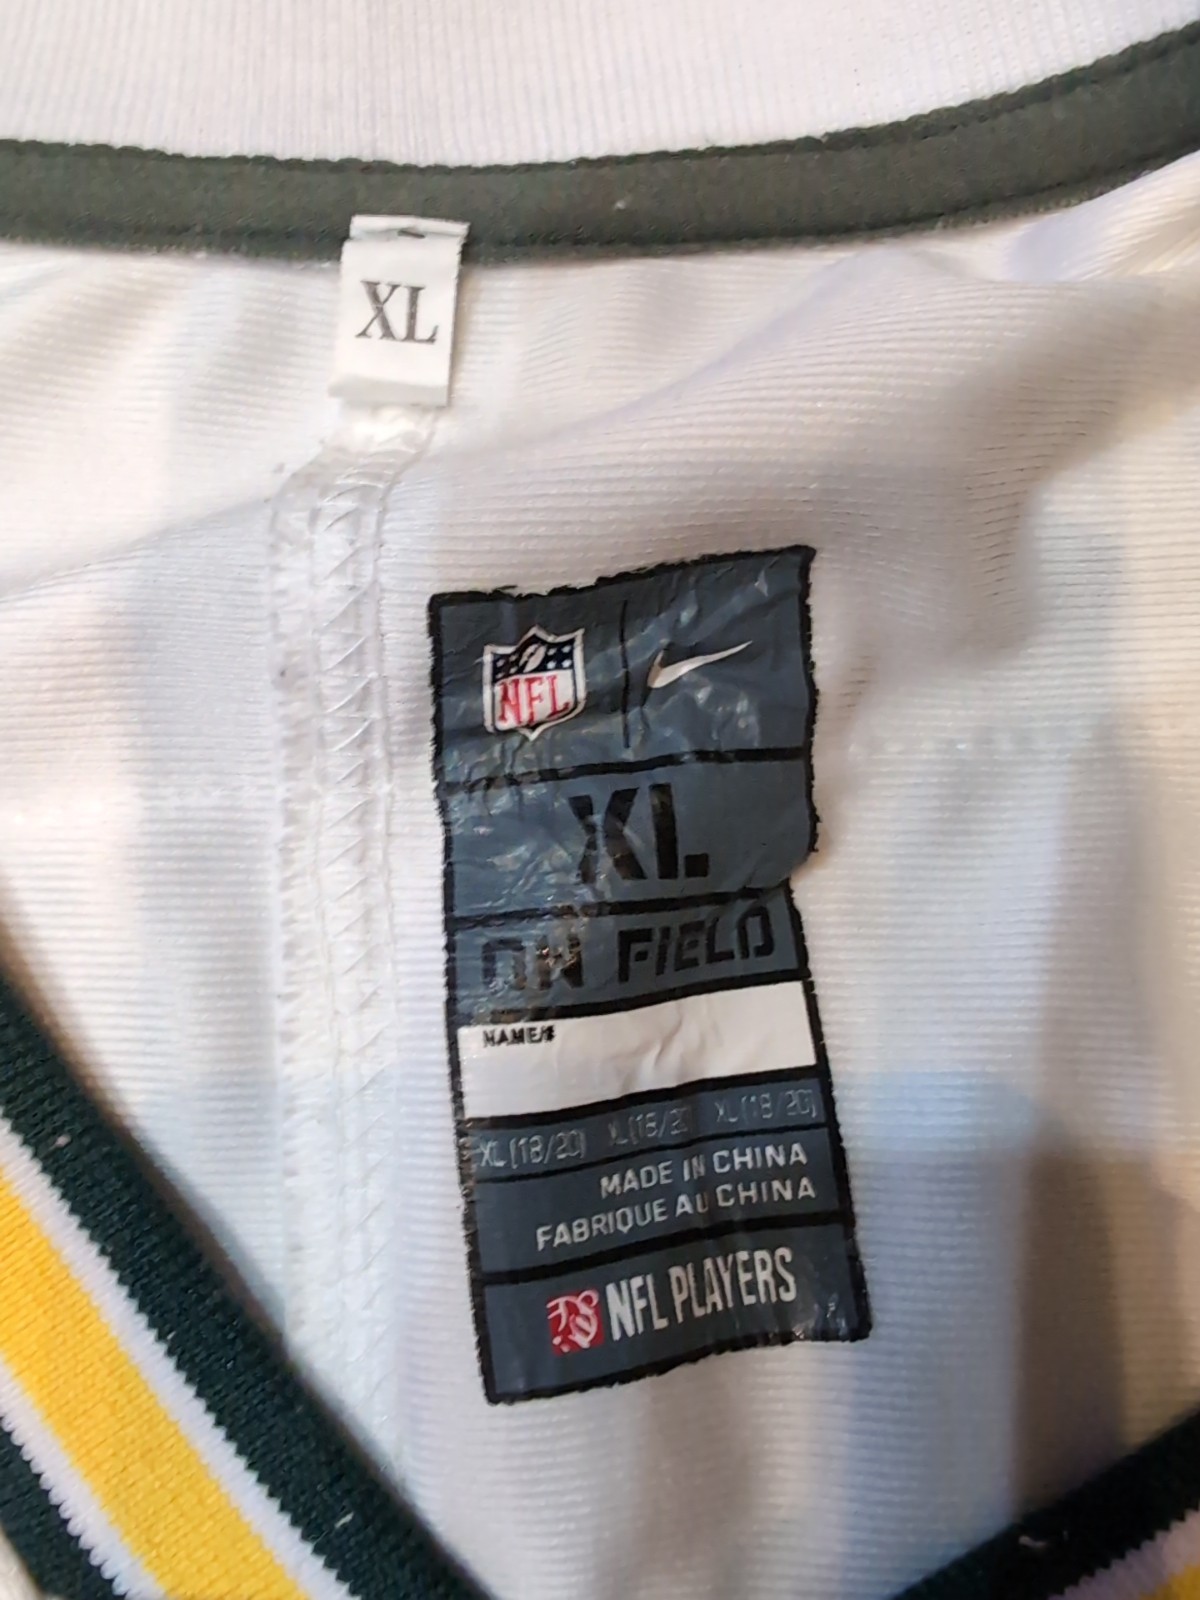 XL
NFL
XL
ON FIELD
NAME/#
XL (18/20) XL (18/20 XL (18/20)
MADE IN CHINA
FABRIQUE AU CHINA
NFL PLAYERS